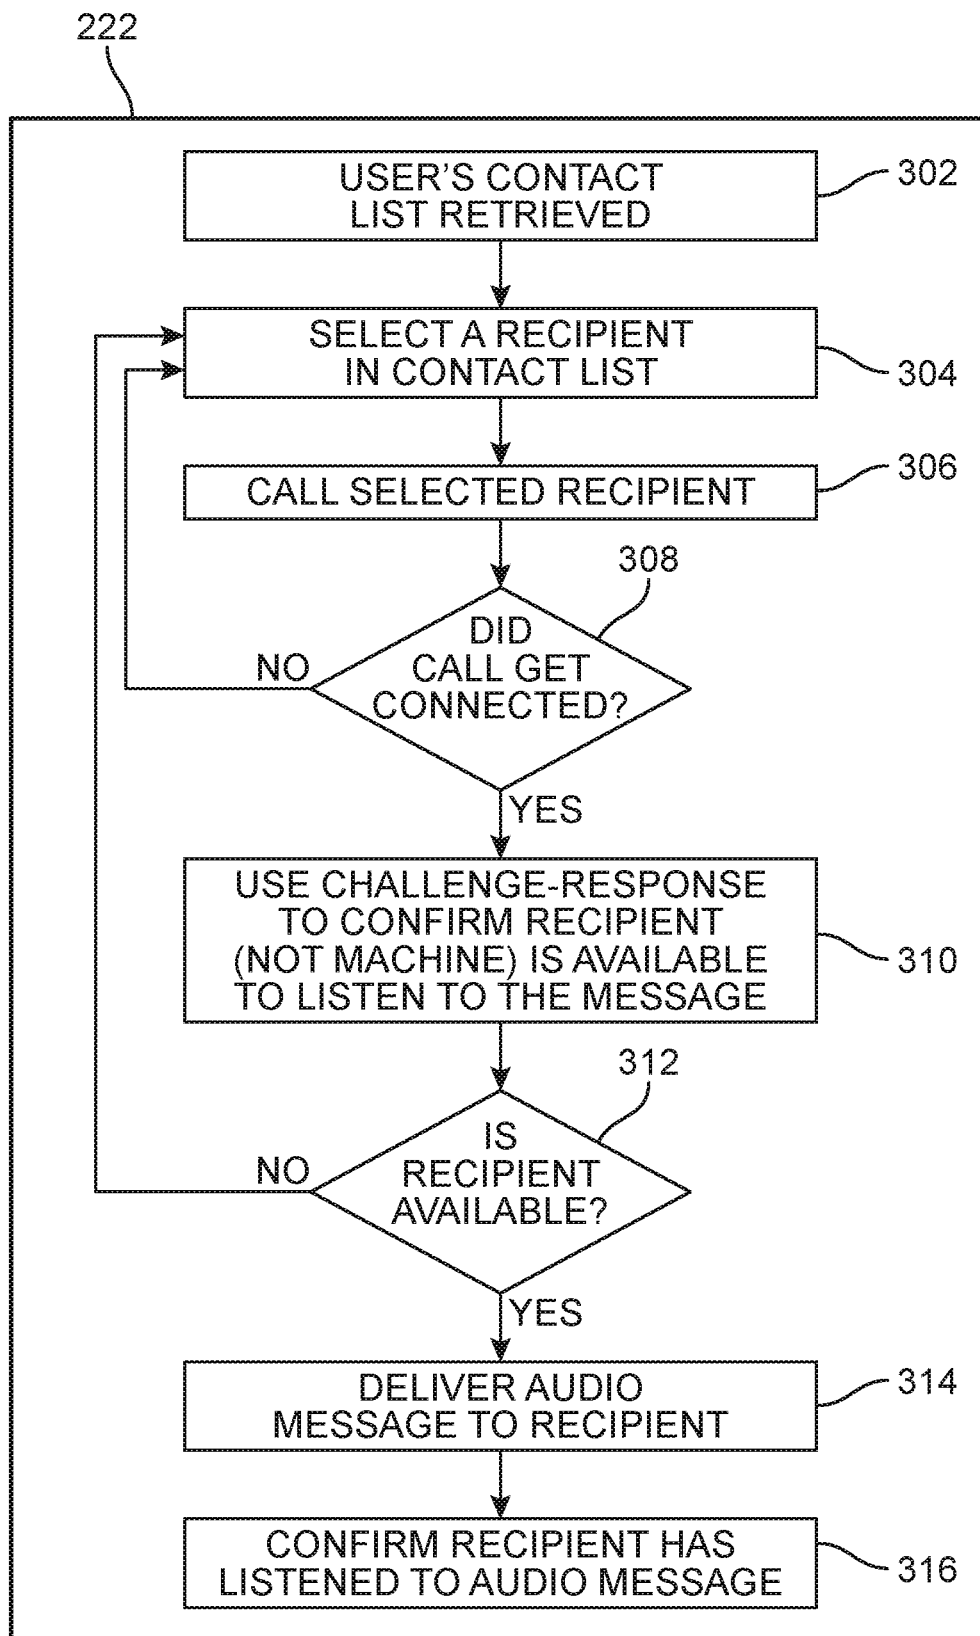 222
USER'S CONTACT
LIST RETRIEVED
302
SELECT A RECIPIENT
IN CONTACT LIST
304
CALL SELECTED RECIPIENT
306
308
DID
CALL GET
CONNECTED?
NO
YES
USE CHALLENGE-RESPONSE
TO CONFIRM RECIPIENT
(NOT MACHINE) IS AVAILABLE
TO LISTEN TO THE MESSAGE
310
312
IS
RECIPIENT
AVAILABLE?
NO
YES
DELIVER AUDIO
MESSAGE TO RECIPIENT
314
CONFIRM RECIPIENT HAS
LISTENED TO AUDIO MESSAGE
316